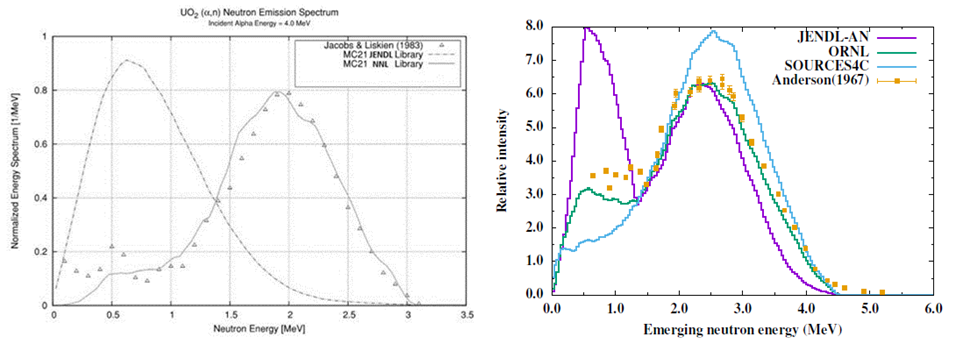 UO2 (α,n) Neutron Emission Spectrum
Incident Alpha Energy = 4.0 MeV
Normalized Energy Spectrum [1/MeV]
1
0.8
0.6
0.4
0.2
0
Jacobs & Liskien (1983)
MC21 JENDL Library
MC21 NNL Library
0 0.5 1 1.5 2 2.5 3 3.5
Neutron Energy [MeV]
Relative intensity
8.0
7.0
6.0
5.0
4.0
3.0
2.0
1.0
0.0
JENDL-AN
ORNL
SOURCES4C
Anderson(1967)
0.0 1.0 2.0 3.0 4.0 5.0 6.0
Emerging neutron energy (MeV)